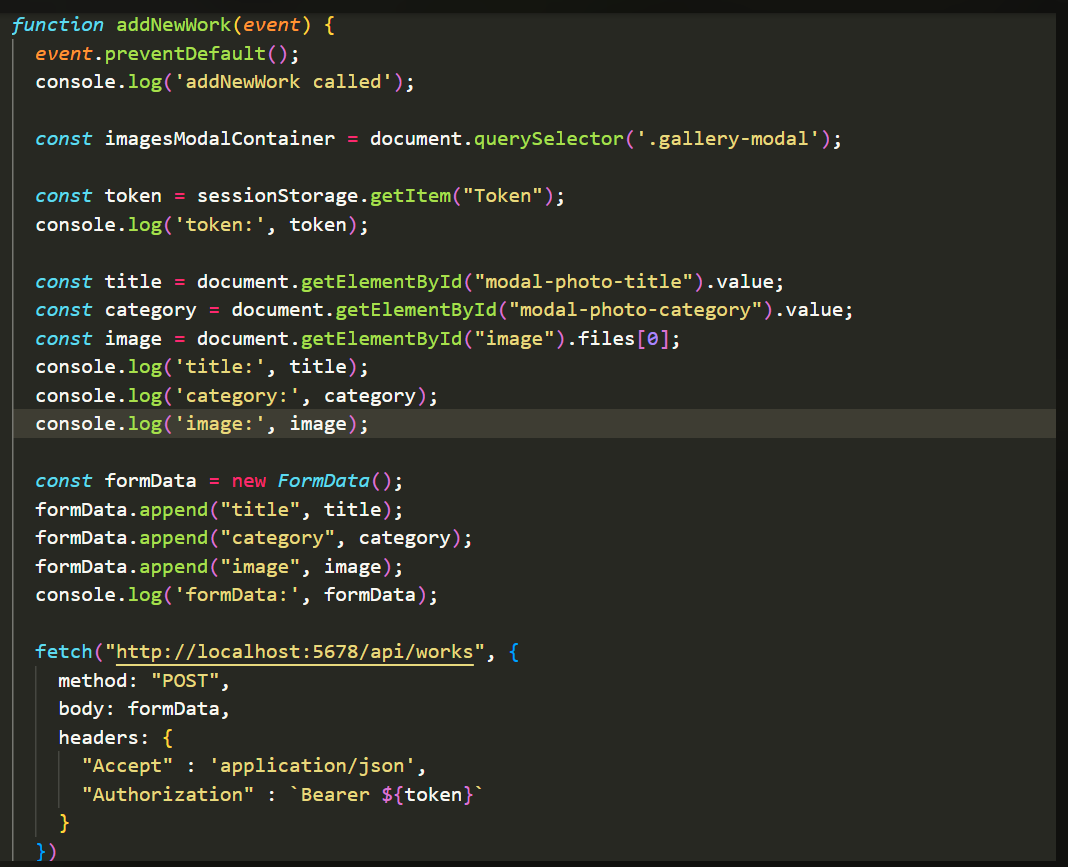 function addNewWork(event) {
event.preventDefault();
console.log('addNewWork called');
const imagesModalContainer = document.querySelector('.gallery-modal');
const token = sessionStorage.getItem("Token");
console.log('token:', token);
const title = document.getElementById("modal-photo-title").value;
const category = document.getElementById("modal-photo-category").value;
const image = document.getElementById("image").files[0];
console.log('title:', title);
console.log('category:', category);
console.log('image:', image);
const formData = new FormData();
formData.append("title", title);
formData.append("category", category);
formData.append("image", image);
console.log('formData:', formData);
fetch("http://localhost:5678/api/works", {
method: "POST",
body: formData,
headers: {
"Accept" : 'application/json',
"Authorization" : `Bearer ${token}`
}
})